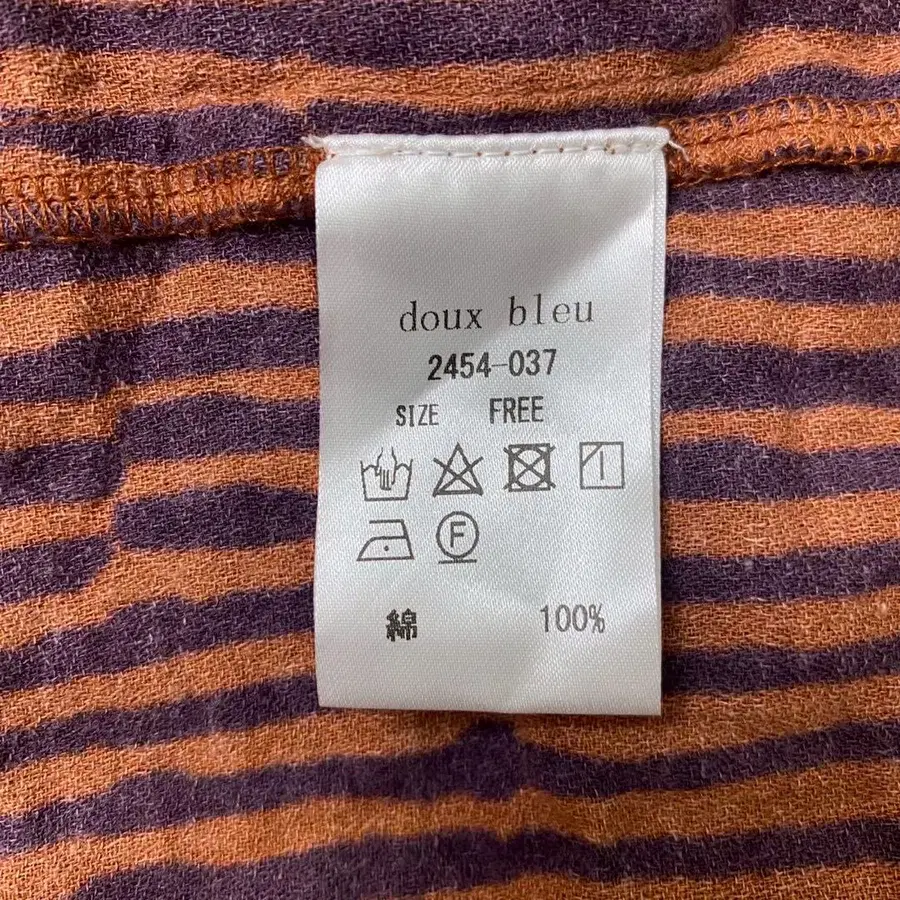 doux bleu
2454-037
SIZE FREE
F
綿 100%